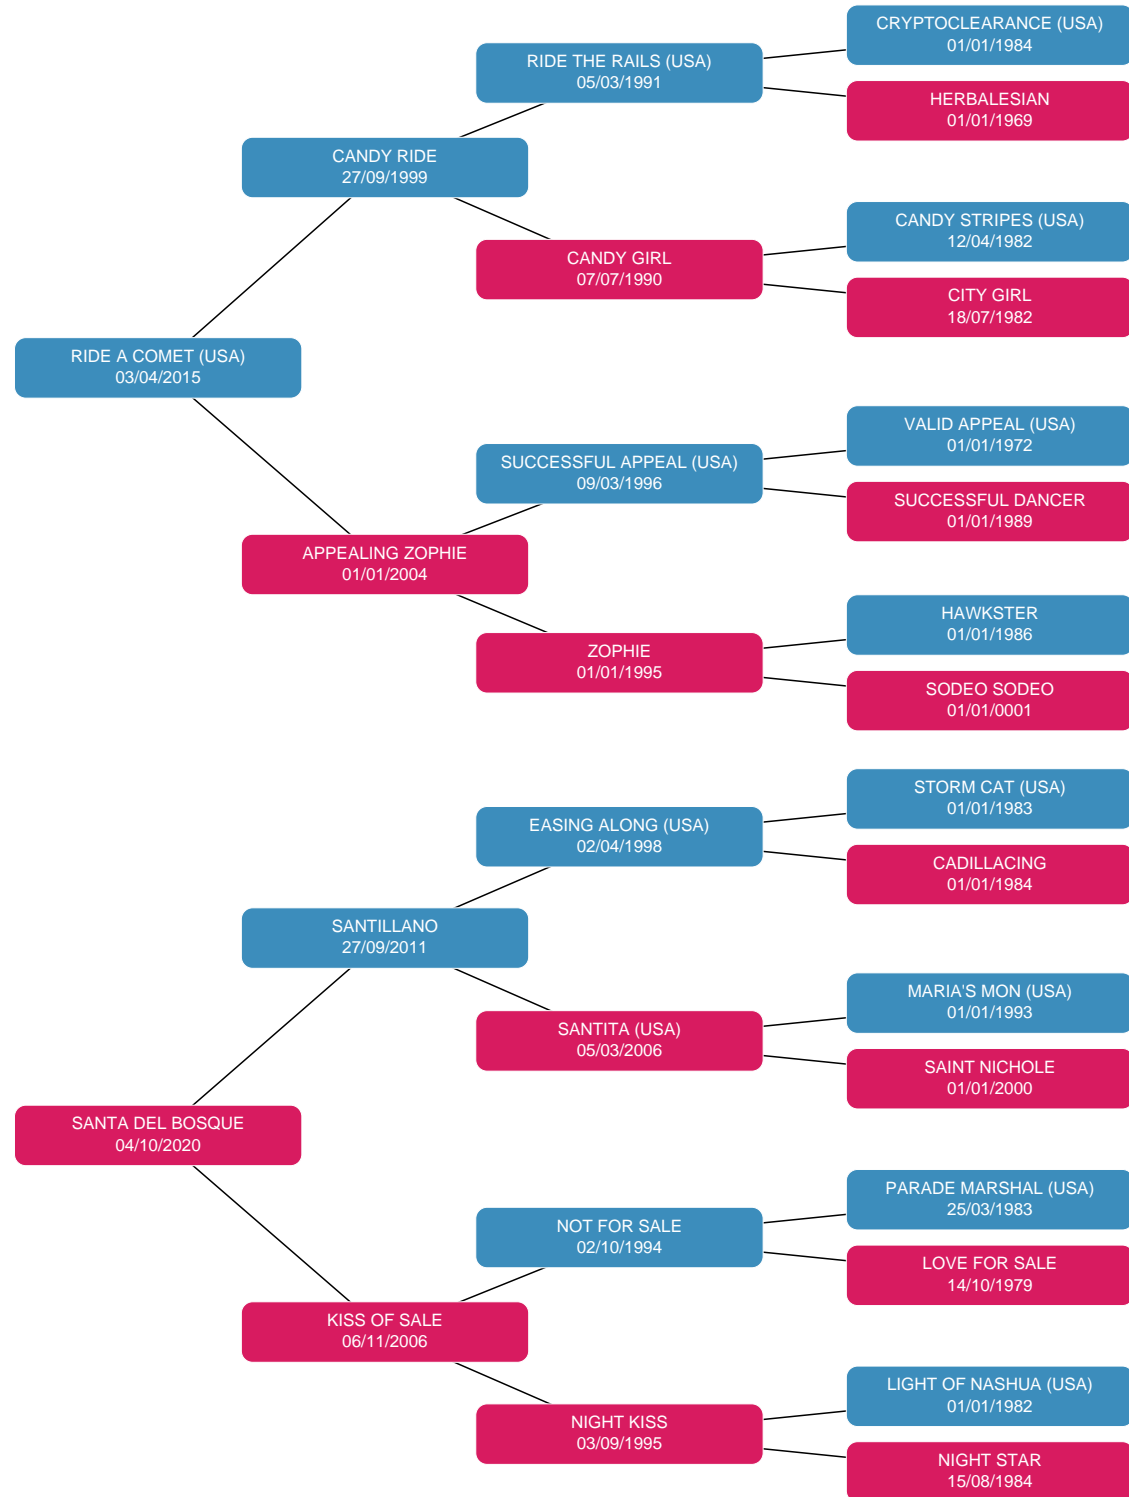 CRYPTOCLEARANCE (USA)
01/01/1984
RIDE THE RAILS (USA)
05/03/1991
HERBALESIAN
01/01/1969
CANDY RIDE
27/09/1999
CANDY STRIPES (USA)
12/04/1982
CANDY GIRL
07/07/1990
CITY GIRL
18/07/1982
RIDE A COMET (USA)
03/04/2015
VALID APPEAL (USA)
01/01/1972
SUCCESSFUL APPEAL (USA)
09/03/1996
SUCCESSFUL DANCER
01/01/1989
APPEALING ZOPHIE
01/01/2004
HAWKSTER
01/01/1986
ZOPHIE
01/01/1995
SODEO SODEO
01/01/0001
STORM CAT (USA)
01/01/1983
EASING ALONG (USA)
02/04/1998
CADILLACING
01/01/1984
SANTILLANO
27/09/2011
MARIA'S MON (USA)
01/01/1993
SANTITA (USA)
05/03/2006
SAINT NICHOLE
01/01/2000
SANTA DEL BOSQUE
04/10/2020
PARADE MARSHAL (USA)
25/03/1983
NOT FOR SALE
02/10/1994
LOVE FOR SALE
14/10/1979
KISS OF SALE
06/11/2006
LIGHT OF NASHUA (USA)
01/01/1982
NIGHT KISS
03/09/1995
NIGHT STAR
15/08/1984